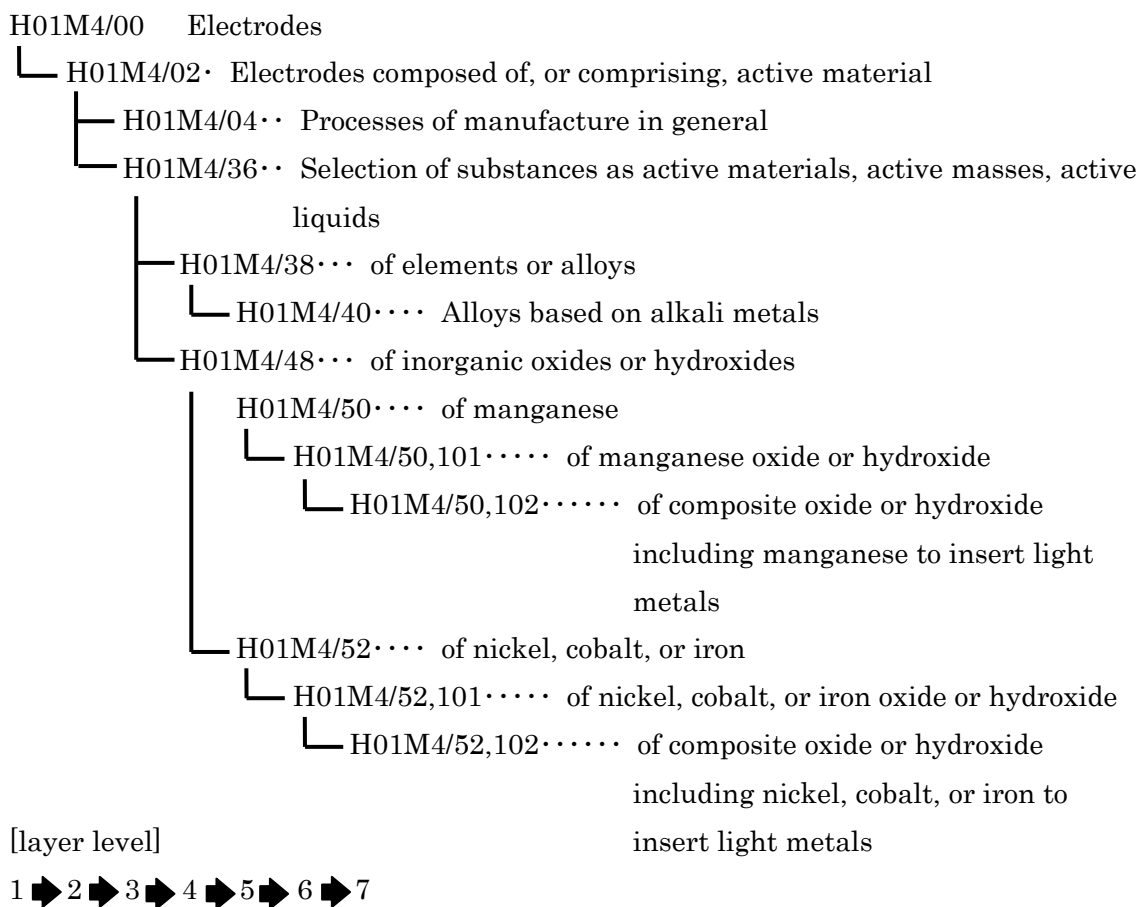 H01M4/00 Electrodes
H01M4/02・ Electrodes composed of, or comprising, active material
H01M4/04・・ Processes of manufacture in general
H01M4/36・・ Selection of substances as active materials, active masses, active
liquids
H01M4/38・・・ of elements or alloys
H01M4/40・・・・ Alloys based on alkali metals
H01M4/48・・・ of inorganic oxides or hydroxides
H01M4/50・・・・ of manganese
H01M4/50,101・・・・・ of manganese oxide or hydroxide
H01M4/50,102・・・・・・ of composite oxide or hydroxide
including manganese to insert light
metals
H01M4/52・・・・ of nickel, cobalt, or iron
H01M4/52,101・・・・・ of nickel, cobalt, or iron oxide or hydroxide
H01M4/52,102・・・・・・ of composite oxide or hydroxide
including nickel, cobalt, or iron to
[layer level] insert light metals
1 🡆 2 🡆 3 🡆 4 🡆 5 🡆 6 🡆 7